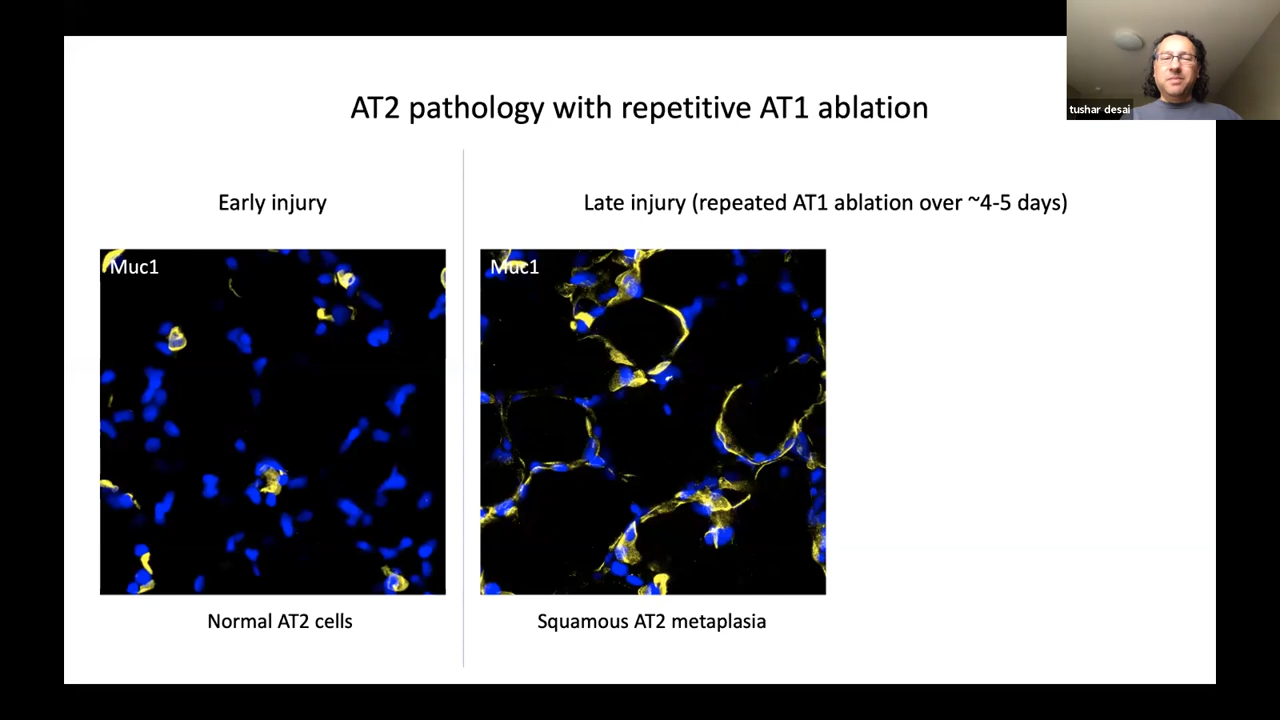 AT2 pathology with repetitive AT1 ablation
tushar desai
Early injury
Late injury (repeated AT1 ablation over ~4-5 days)
Muc1
Muc1
Normal AT2 cells
Squamous AT2 metaplasia